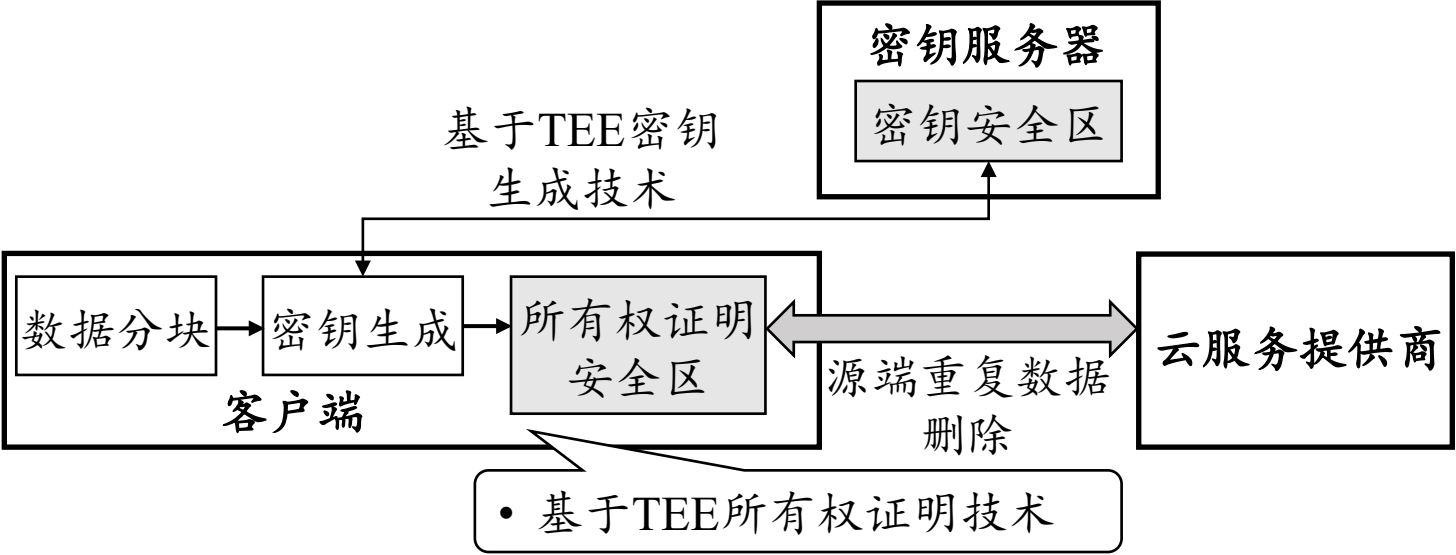 密钥服务器
密钥安全区
基于TEE密钥
生成技术
数据分块
密钥生成
所有权证明
安全区
客户端
源端重复数据
删除
云服务提供商
• 基于TEE所有权证明技术